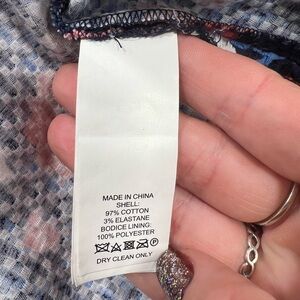 MADE IN CHINA
SHELL:
97% COTTON
3% ELASTANE
BODICE LINING:
100% POLYESTER
DRY CLEAN ONLY